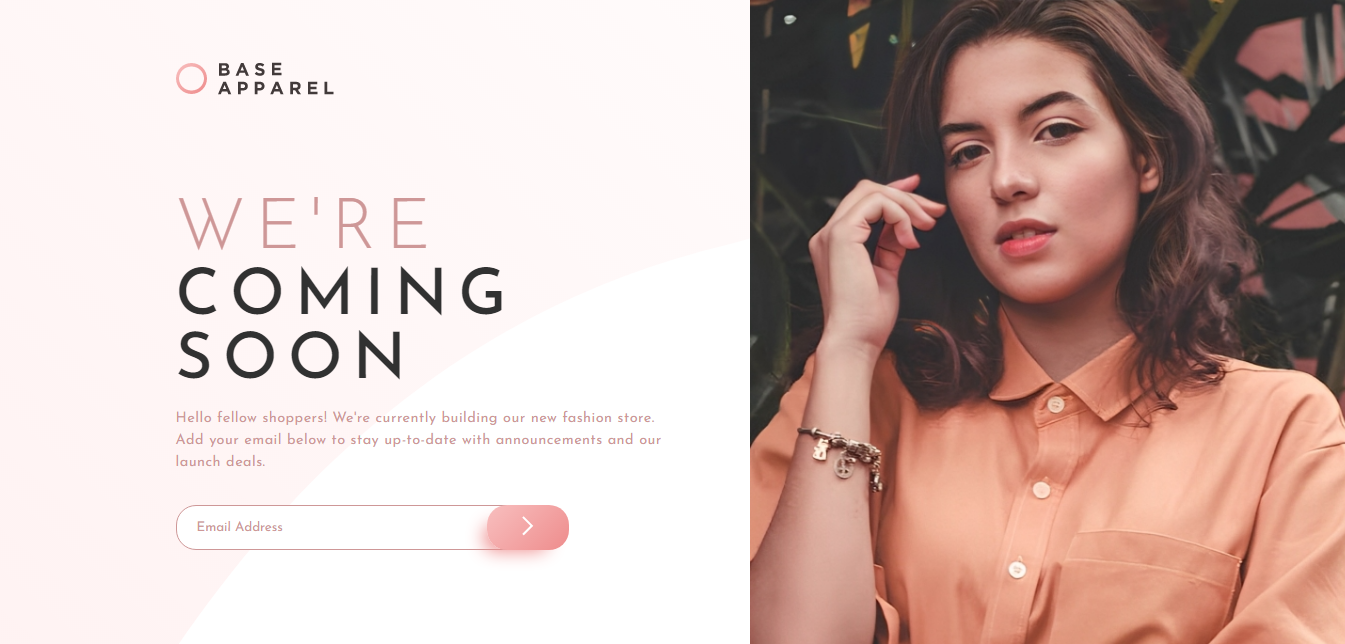 BASE
APPAREL
WE'RE
COMING
SOON
Hello fellow shoppers! We're currently building our new fashion store.
Add your email below to stay up-to-date with announcements and our
launch deals.
Email Address